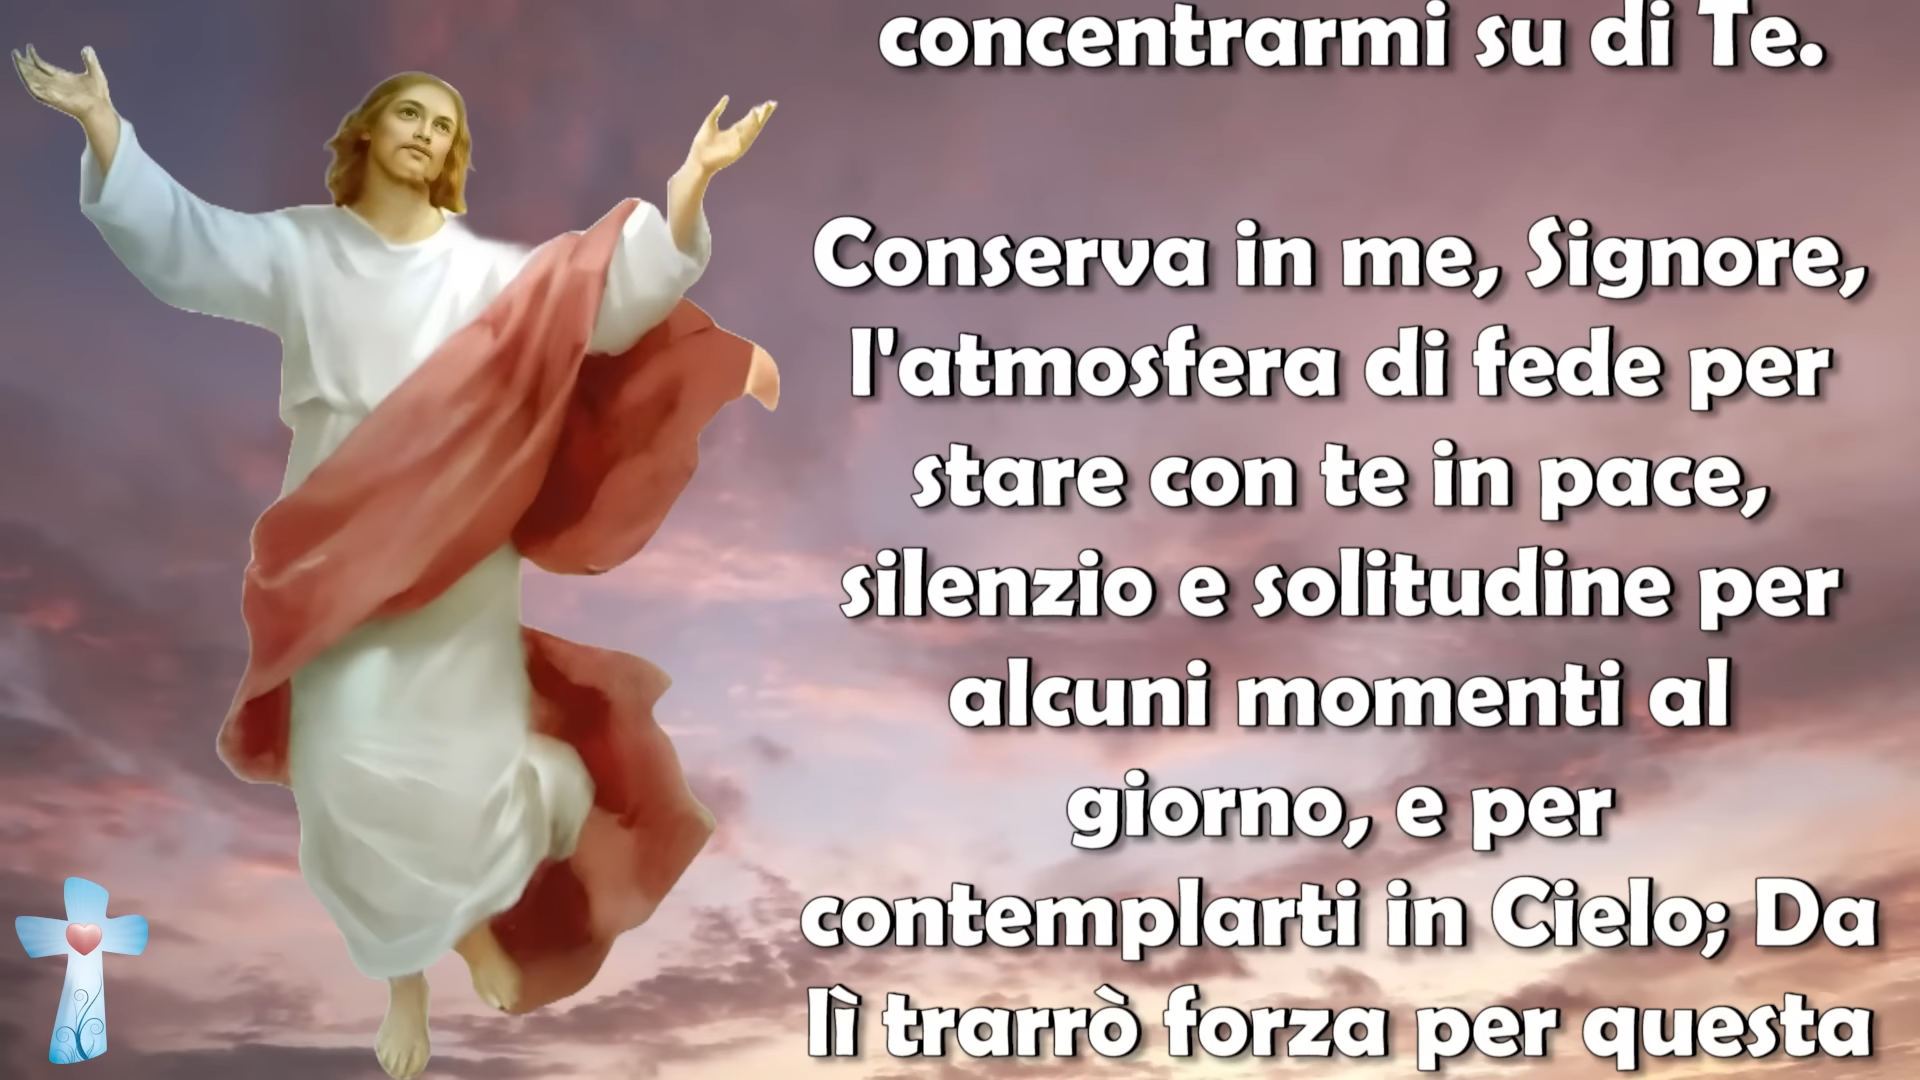 concentrarmi su di Te.
Conserva in me, Signore,
l'atmosfera di fede per
stare con te in pace,
silenzio e solitudine per
alcuni momenti al
giorno, e per
contemplarti in Cielo; Da
lì trarrò forza per questa